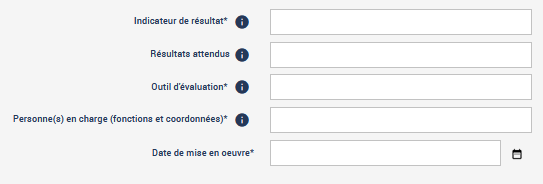 Indicateur de résultat*
Résultats attendus
Outil d'évaluation*
Personne(s) en charge (fonctions et coordonnées)*
Date de mise en oeuvre*